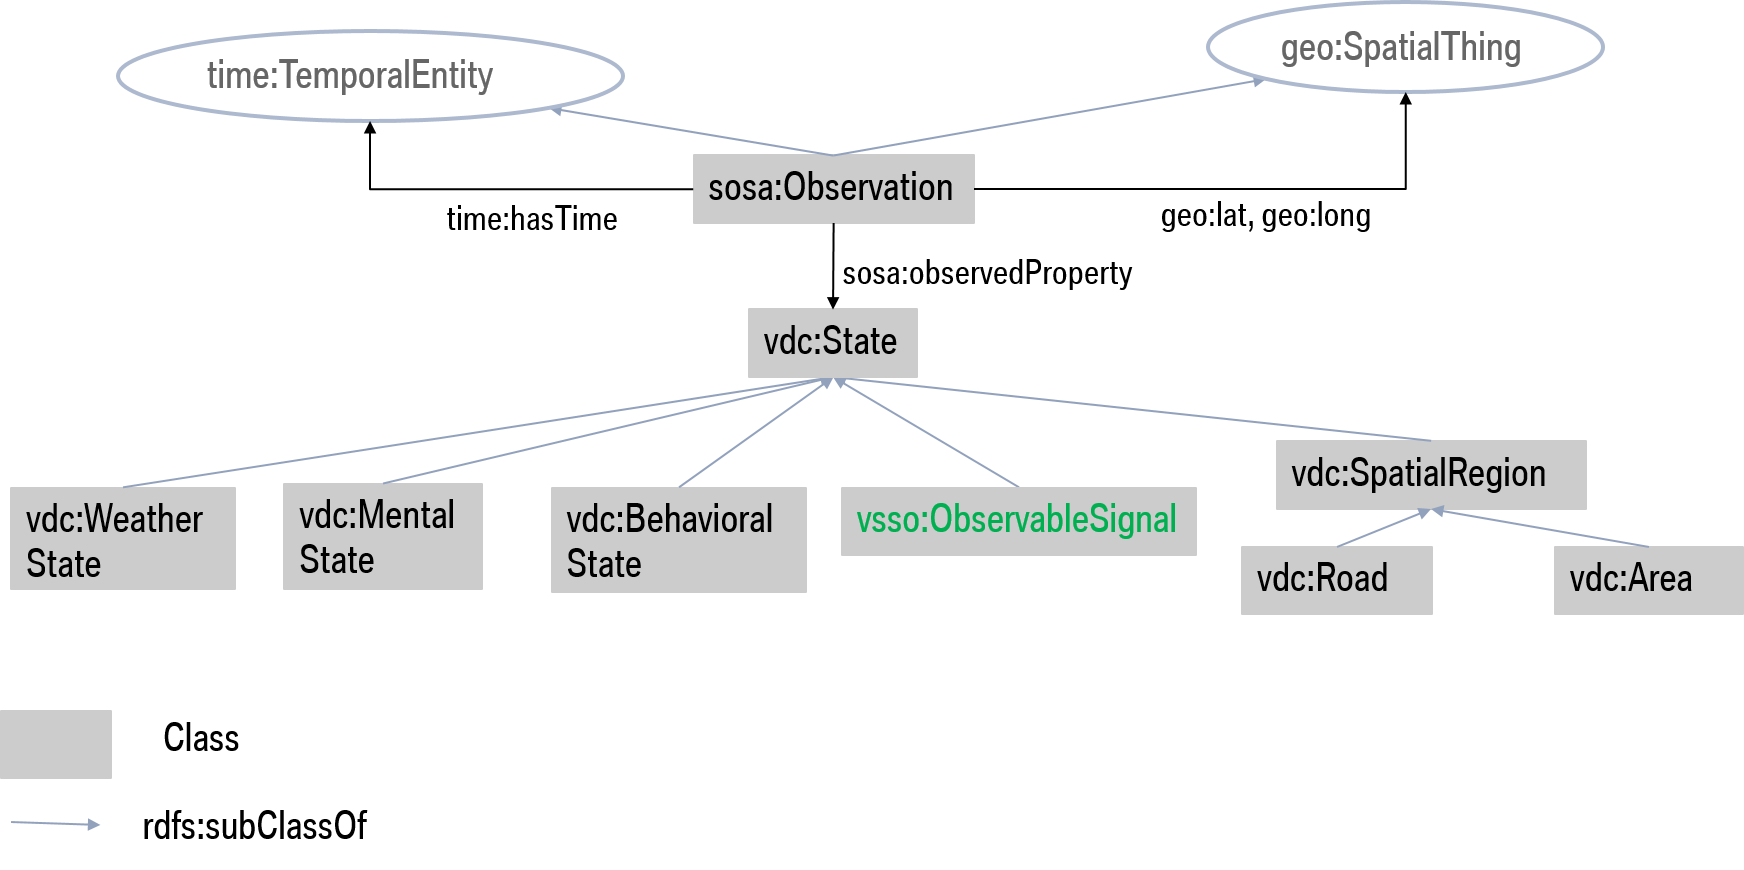 time:TemporalEntity
geo:SpatialThing
sosa:Observation
time:hasTime
geo:lat, geo:long
sosa:observedProperty
vdc:State
vdc:Weather
State
vdc:Mental
State
vdc:Behavioral
State
vsso:ObservableSignal
vdc:SpatialRegion
vdc:Road
vdc:Area
Class
rdfs:subClassOf